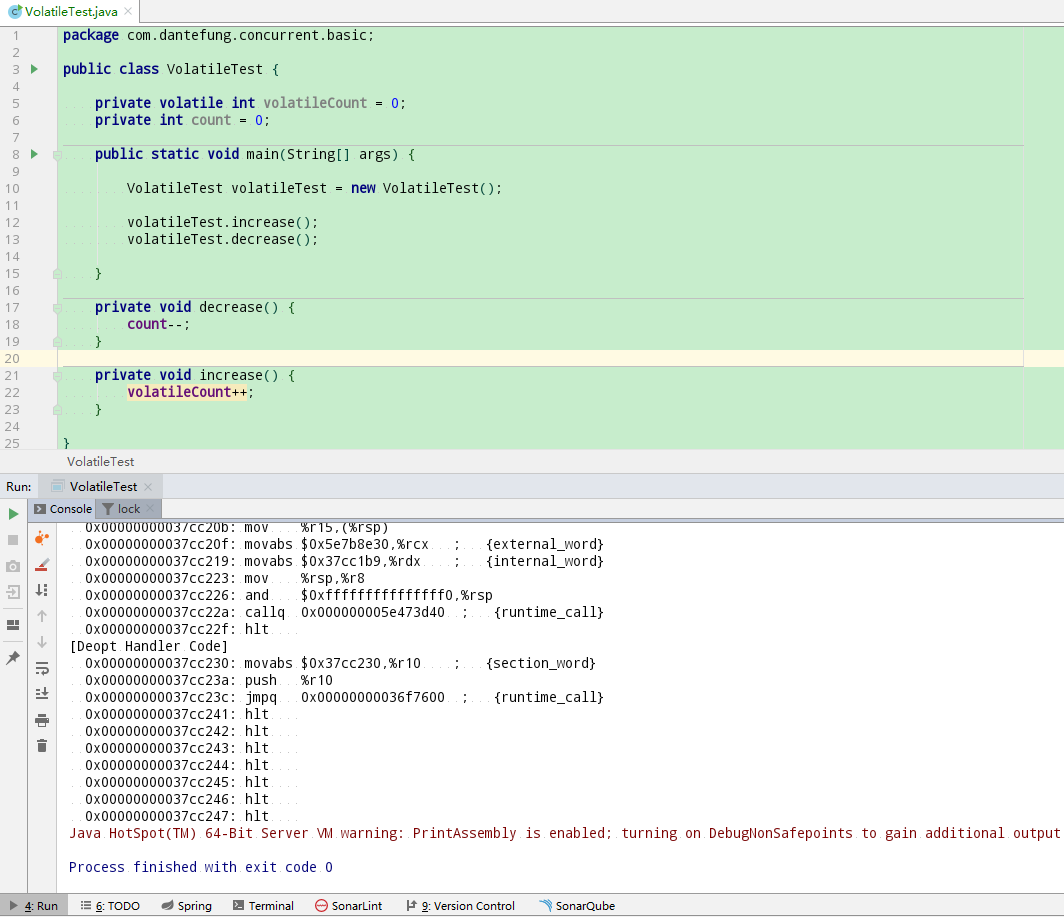 VolatileTest.java
1 package com.dantefung.concurrent.basic;
2
3 public class VolatileTest {
4
5 private volatile int volatileCount = 0;
6 private int count = 0;
7
8 public static void main(String[] args) {
9
10 VolatileTest volatileTest = new VolatileTest();
11
12 volatileTest.increase();
13 volatileTest.decrease();
14
15 }
16
17 private void decrease() {
18 count--;
19 }
20
21 private void increase() {
22 volatileCount++;
23 }
24
25 }
VolatileTest
Run: VolatileTest
Console lock
0x00000000037cc20b: mov %r15,(%rsp)
0x00000000037cc20f: movabs $0x5e7b8e30,%rcx ; {external_word}
0x00000000037cc219: movabs $0x37cc1b9,%rdx ; {internal_word}
0x00000000037cc223: mov %rsp,%r8
0x00000000037cc226: and $0xfffffffffffffff0,%rsp
0x00000000037cc22a: callq 0x000000005e473d40 ; {runtime_call}
0x00000000037cc22f: hlt
[Deopt Handler Code]
0x00000000037cc230: movabs $0x37cc230,%r10 ; {section_word}
0x00000000037cc23a: push %r10
0x00000000037cc23c: jmpq 0x00000000036f7600 ; {runtime_call}
0x00000000037cc241: hlt
0x00000000037cc242: hlt
0x00000000037cc243: hlt
0x00000000037cc244: hlt
0x00000000037cc245: hlt
0x00000000037cc246: hlt
0x00000000037cc247: hlt
Java HotSpot(TM) 64-Bit Server VM warning: PrintAssembly is enabled; turning on DebugNonSafepoints to gain additional output
Process finished with exit code 0
4: Run 6: TODO Spring Terminal SonarLint 9: Version Control SonarQube